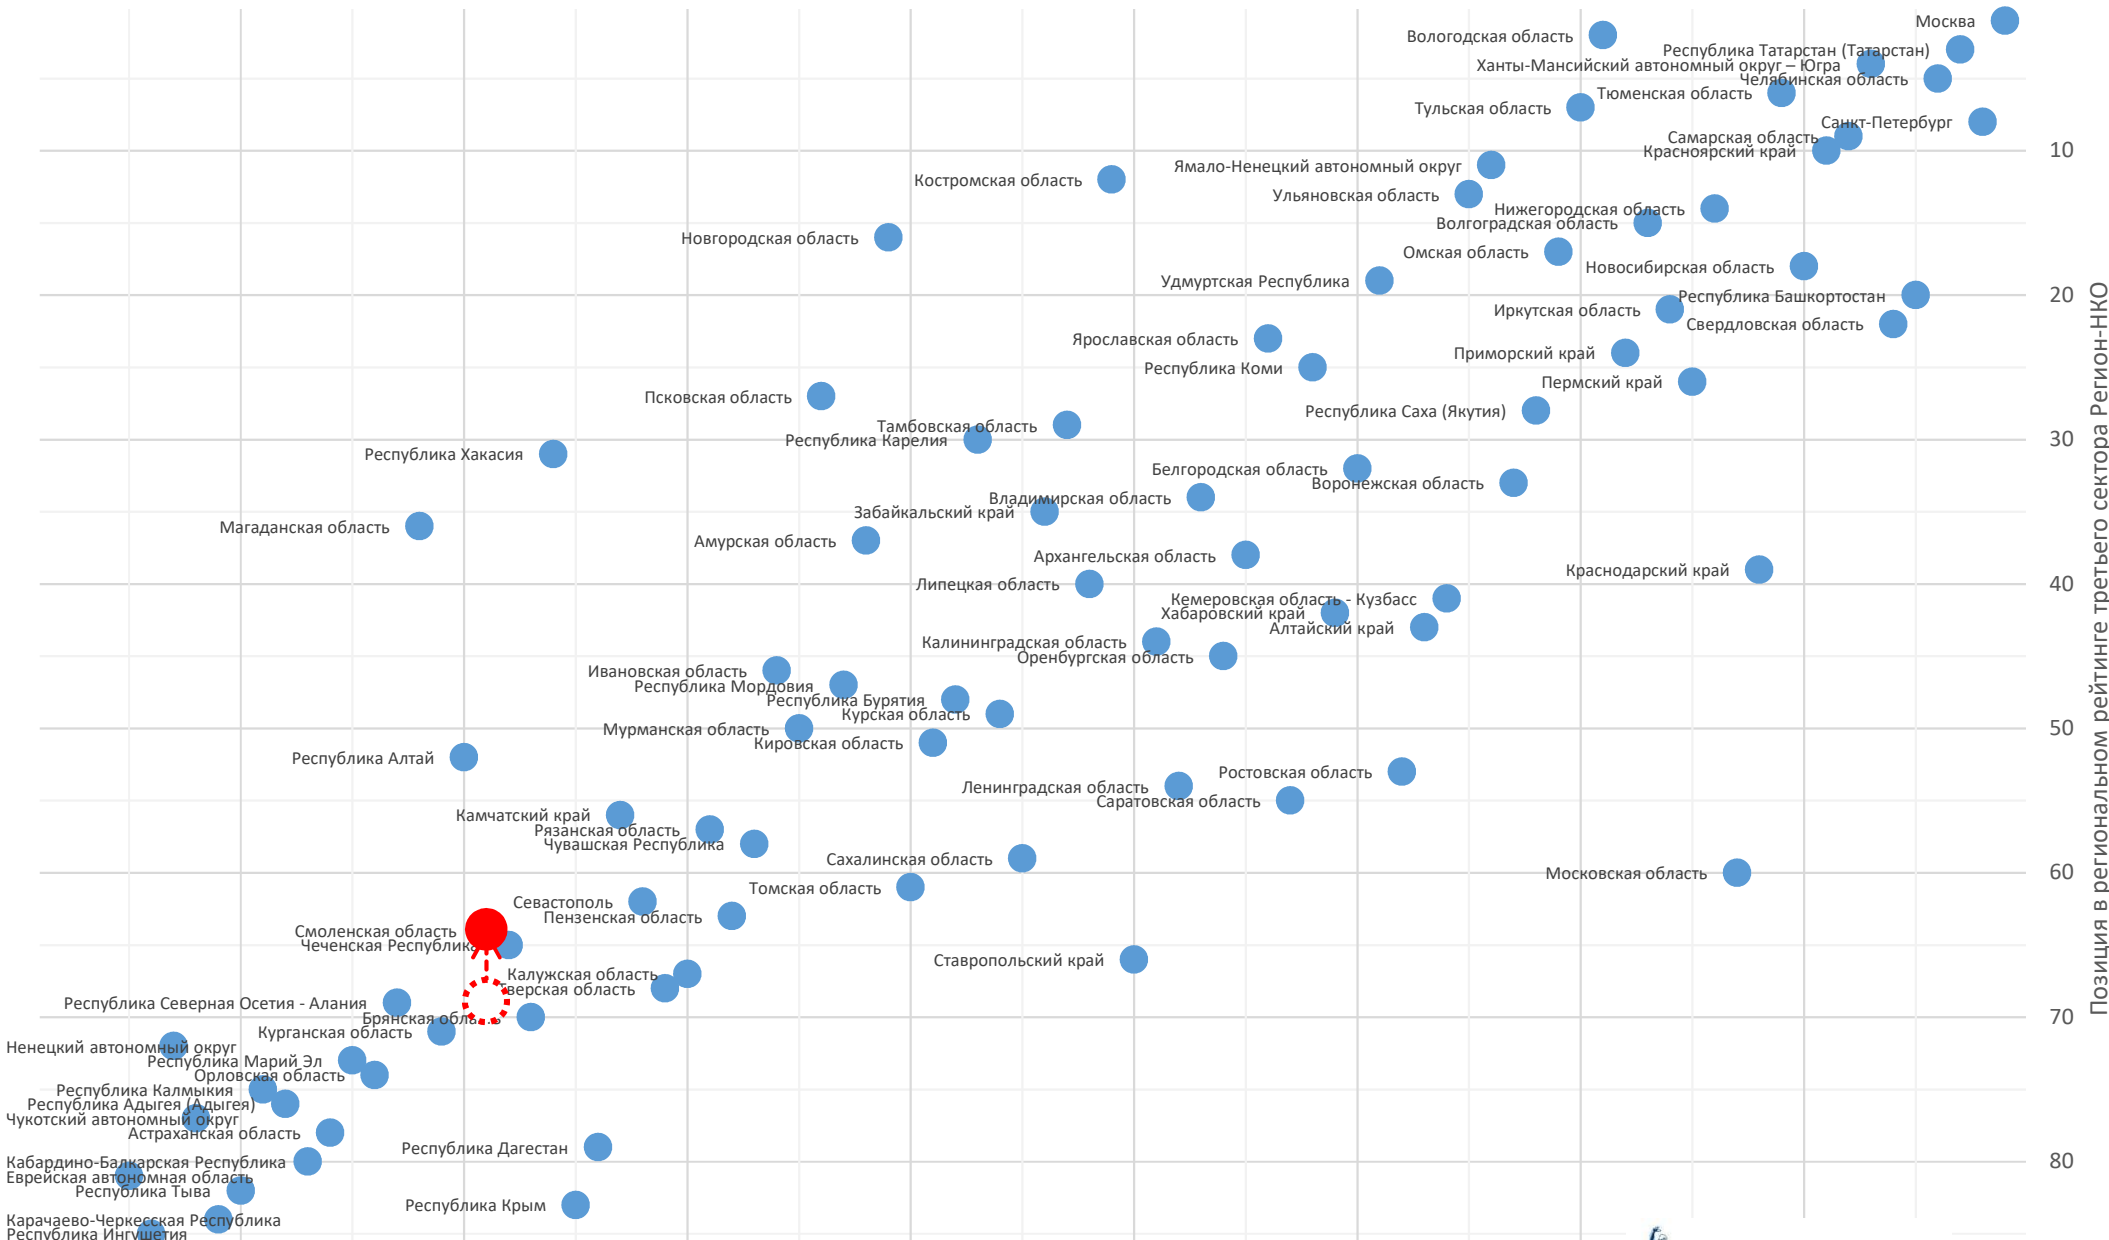 Москва
Вологодская область
Республика Татарстан (Татарстан)
Ханты-Мансийский автономный округ – Югра
Челябинская область
Тюменская область
Тульская область
Санкт-Петербург
Самарская область
Красноярский край
10
Ямало-Ненецкий автономный округ
Костромская область
Ульяновская область
Нижегородская область
Волгоградская область
Новгородская область
Омская область
Новосибирская область
Удмуртская Республика
Республика Башкортостан
20
Иркутская область
Свердловская область
Ярославская область
Приморский край
Республика Коми
Пермский край
Псковская область
Республика Саха (Якутия)
Тамбовская область
Республика Карелия
30
Республика Хакасия
Белгородская область
Воронежская область
Владимирская область
Забайкальский край
Магаданская область
Амурская область
Архангельская область
Краснодарский край
Липецкая область
40
Кемеровская область - Кузбасс
Хабаровский край
Алтайский край
Калининградская область
Оренбургская область
Ивановская область
Республика Мордовия
Республика Бурятия
Курская область
Мурманская область
50
Кировская область
Республика Алтай
Ростовская область
Ленинградская область
Саратовская область
Камчатский край
Рязанская область
Чувашская Республика
Сахалинская область
Московская область
60
Томская область
Севастополь
Пензенская область
Смоленская область
Чеченская Республика
Ставропольский край
Калужская область
Тверская область
Республика Северная Осетия - Алания
Брянская область
70
Курганская область
Ненецкий автономный округ
Республика Марий Эл
Орловская область
Республика Калмыкия
Республика Адыгея (Адыгея)
Чукотский автономный округ
Астраханская область
Республика Дагестан
Кабардино-Балкарская Республика
80
Еврейская автономная область
Республика Тыва
Республика Крым
Карачаево-Черкесская Республика
Республика Ингушетия
Позиция в региональном рейтинге третьего сектора Регион-НКО